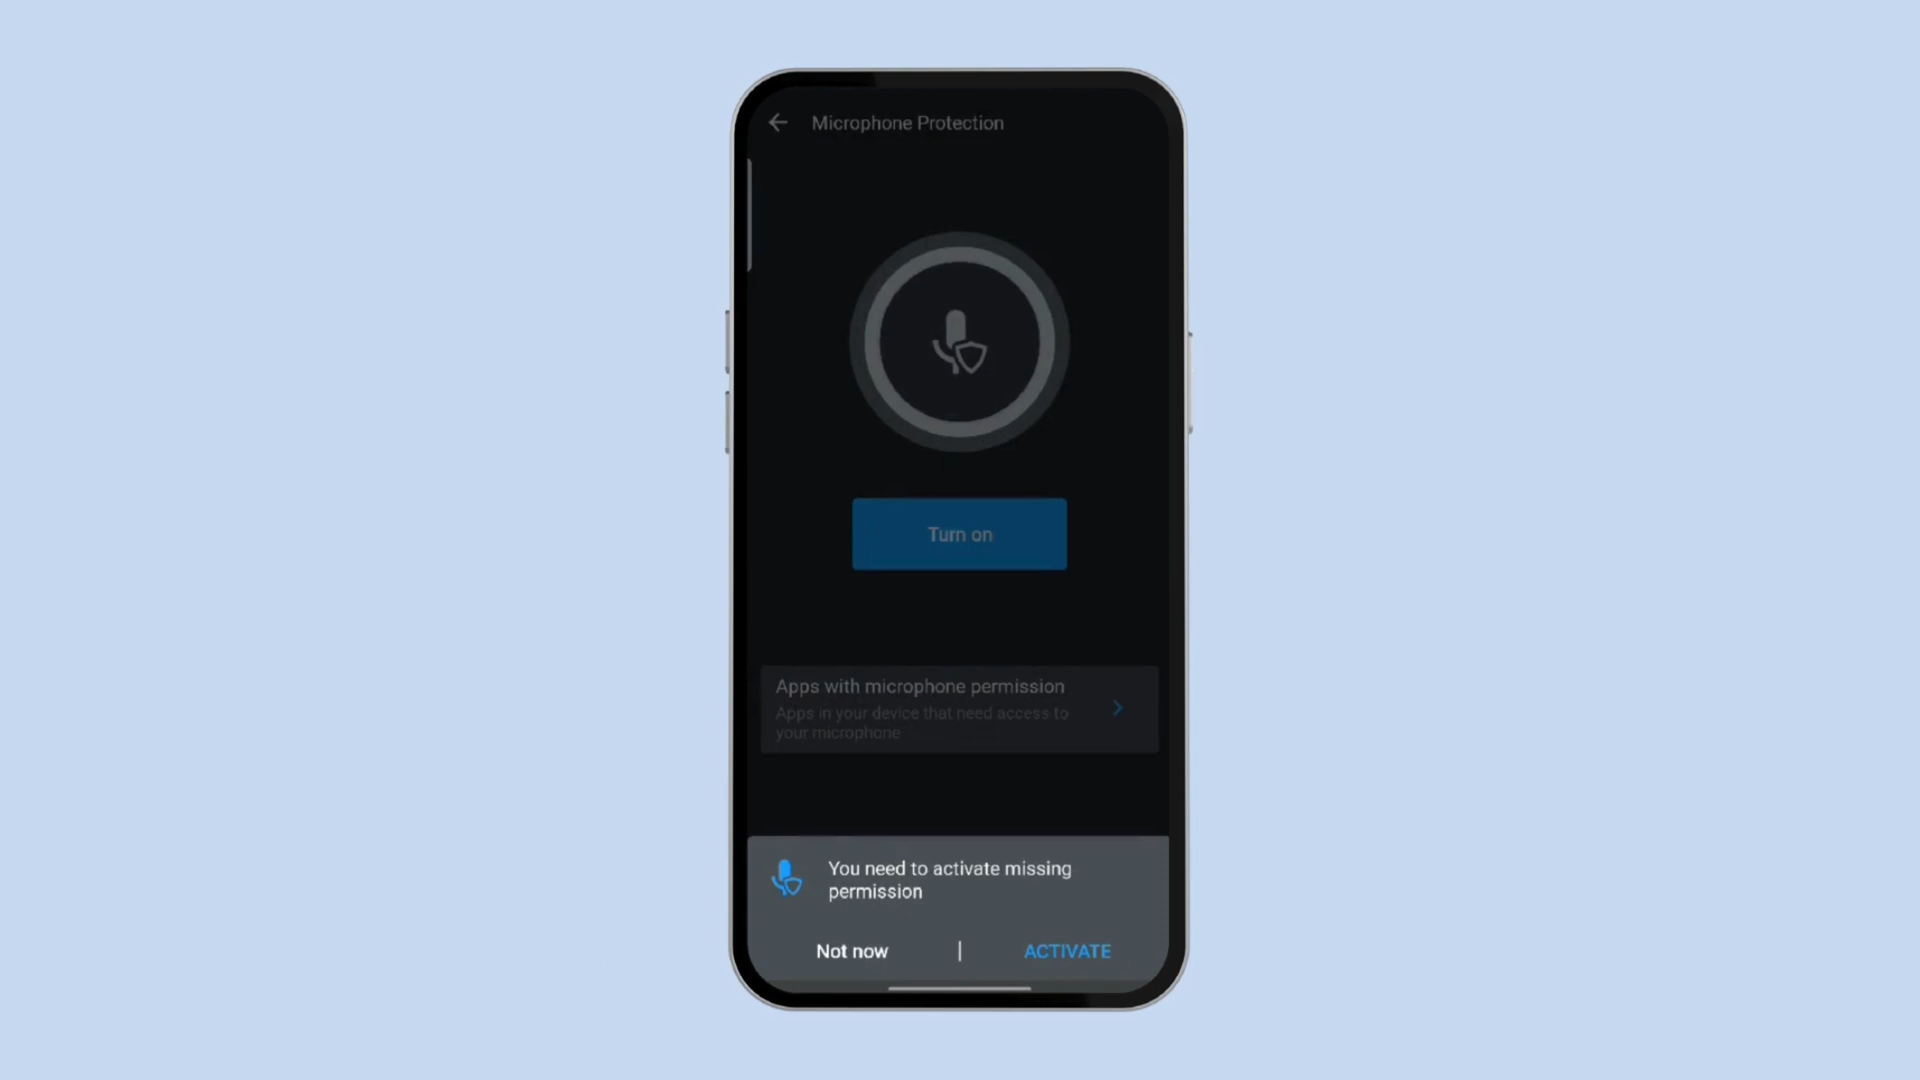 Microphone Protection
Turn on
Apps with microphone permission
Apps in your device that need access to
your microphone
You need to activate missing
permission
Not now | ACTIVATE